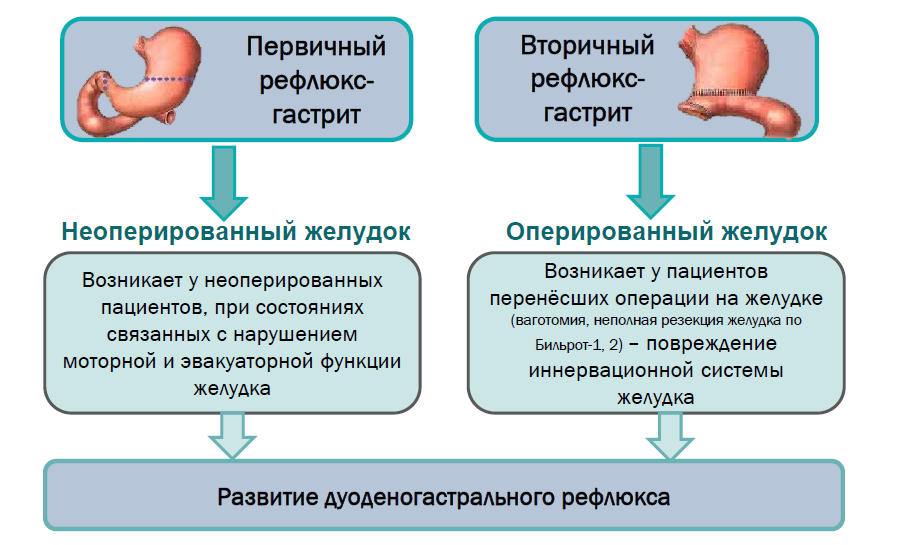 Первичный
рефлюкс-
гастрит
Вторичный
рефлюкс-
гастрит
Неоперированный желудок
Оперированный желудок
Возникает у неоперированных
пациентов, при состояниях
связанных с нарушением
моторной и эвакуаторной функции
желудка
Возникает у пациентов
перенёсших операции на желудке
(ваготомия, неполная резекция желудка по
Бильрот-1, 2) – повреждение
иннервационной системы
желудка
Развитие дуоденогастрального рефлюкса